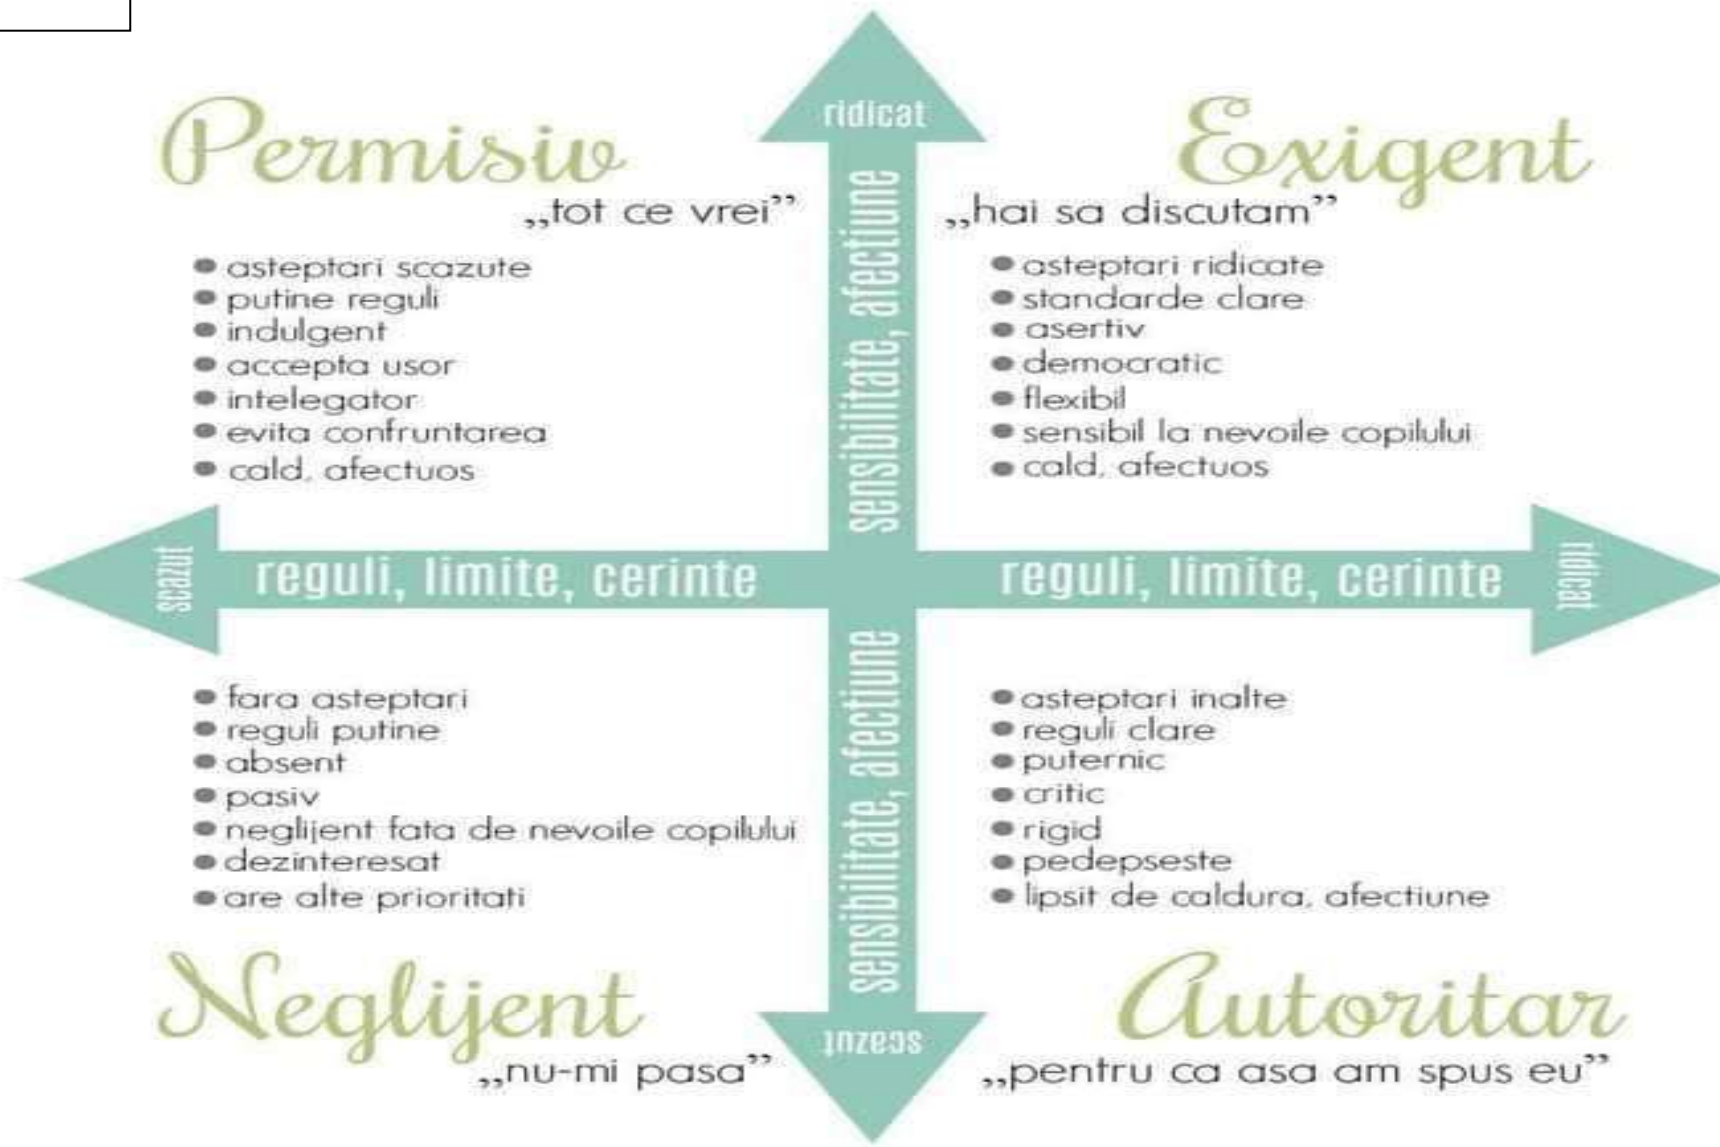 ridicat
Permisiv
„tot ce vrei”
• asteptari scazute
• putine reguli
• indulgent
• accepta usor
• intelegator
• evita confruntarea
• cald, afectuos
Exigent
„hai sa discutam”
• asteptari ridicate
• standarde clare
• asertiv
• democratic
• flexibil
• sensibil la nevoile copilului
• cald, afectuos
sensibilitate, afectiune
scazut
reguli, limite, cerinte
reguli, limite, cerinte
ridicat
• fara asteptari
• reguli putine
• absent
• pasiv
• neglijent fata de nevoile copilului
• dezinteresat
• are alte prioritati
Neglijent
„nu-mi pasa”
sensibilitate, afectiune
scazut
• asteptari inalte
• reguli clare
• puternic
• critic
• rigid
• pedepseste
• lipsit de caldura, afectiune
Autoritar
„pentru ca asa am spus eu”